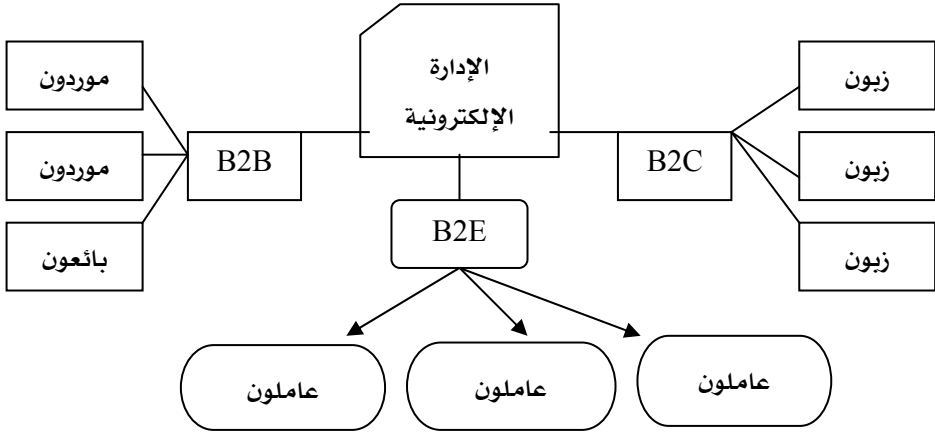 الإدارة
الإلكترونية
زبون
زبون
زبون
B2C
B2B
موردون
موردون
بائعون
B2E
عاملون
عاملون
عاملون